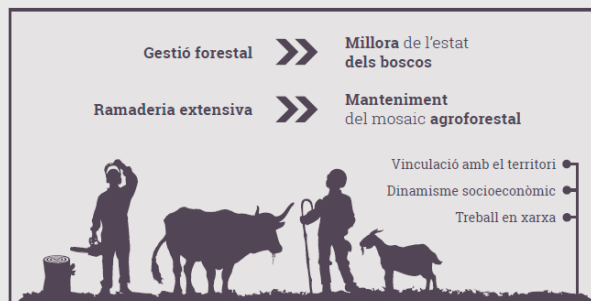 Gestió forestal
Millora de l'estat
dels boscos
Ramaderia extensiva
Manteniment
del mosaic agroforestal
Vinculació amb el territori
Dinamisme socioeconòmic
Treball en xarxa